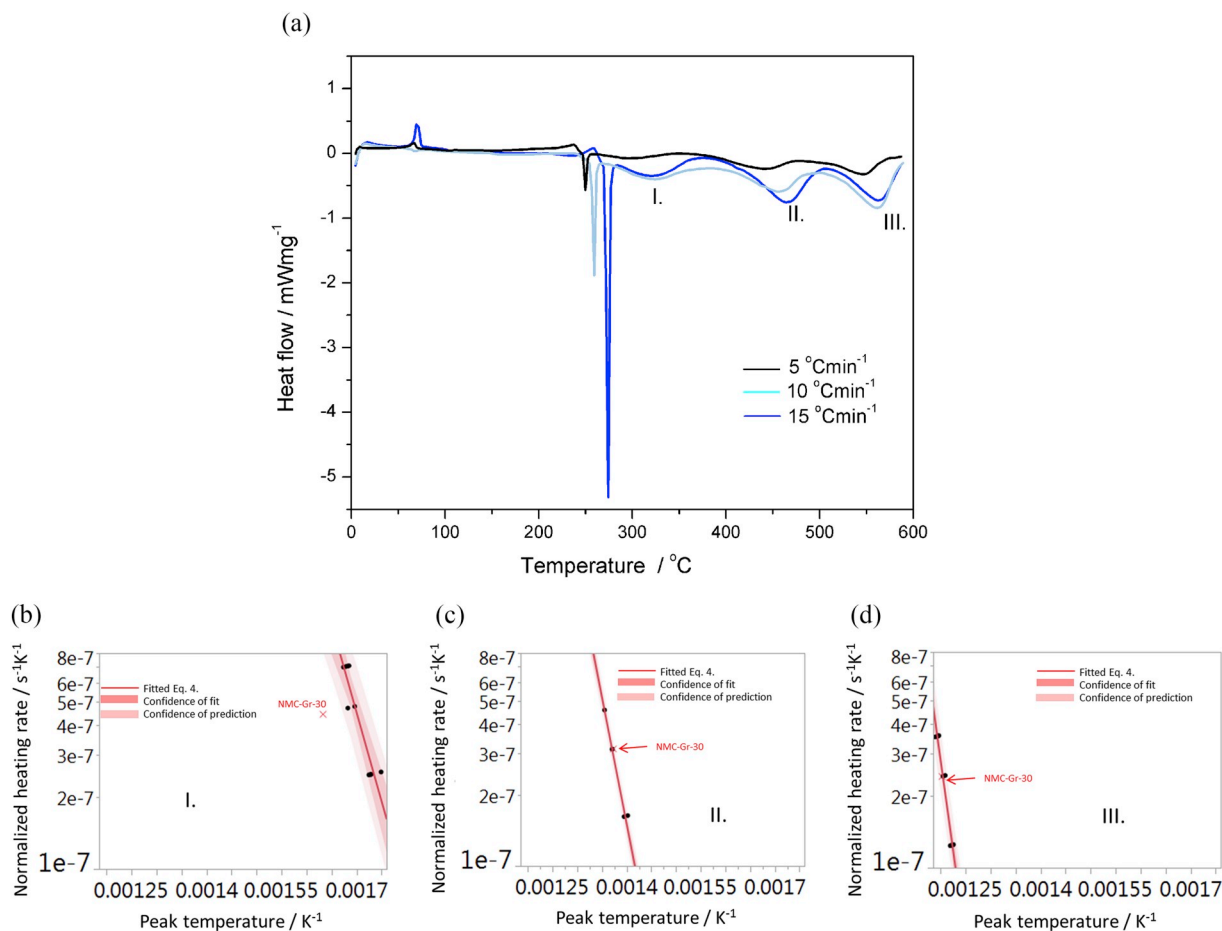 (a)
1
0
-1
-2
-3
-4
-5
Heat flow / mWmg⁻¹
I.
II.
III.
5 °Cmin⁻¹
10 °Cmin⁻¹
15 °Cmin⁻¹
0 100 200 300 400 500 600
Temperature / °C
(b)
8e-7
7e-7
6e-7
5e-7
4e-7
3e-7
2e-7
1e-7
Normalized heating rate / s⁻¹K⁻¹
Fitted Eq. 4.
Confidence of fit
Confidence of prediction
NMC-Gr-30
I.
0.00125 0.0014 0.00155 0.0017
Peak temperature / K⁻¹
(c)
8e-7
7e-7
6e-7
5e-7
4e-7
3e-7
2e-7
1e-7
Normalized heating rate / s⁻¹K⁻¹
Fitted Eq. 4.
Confidence of fit
Confidence of prediction
NMC-Gr-30
II.
0.00125 0.0014 0.00155 0.0017
Peak temperature / K⁻¹
(d)
8e-7
7e-7
6e-7
5e-7
4e-7
3e-7
2e-7
1e-7
Normalized heating rate / s⁻¹K⁻¹
Fitted Eq. 4.
Confidence of fit
Confidence of prediction
NMC-Gr-30
III.
0.00125 0.0014 0.00155 0.0017
Peak temperature / K⁻¹